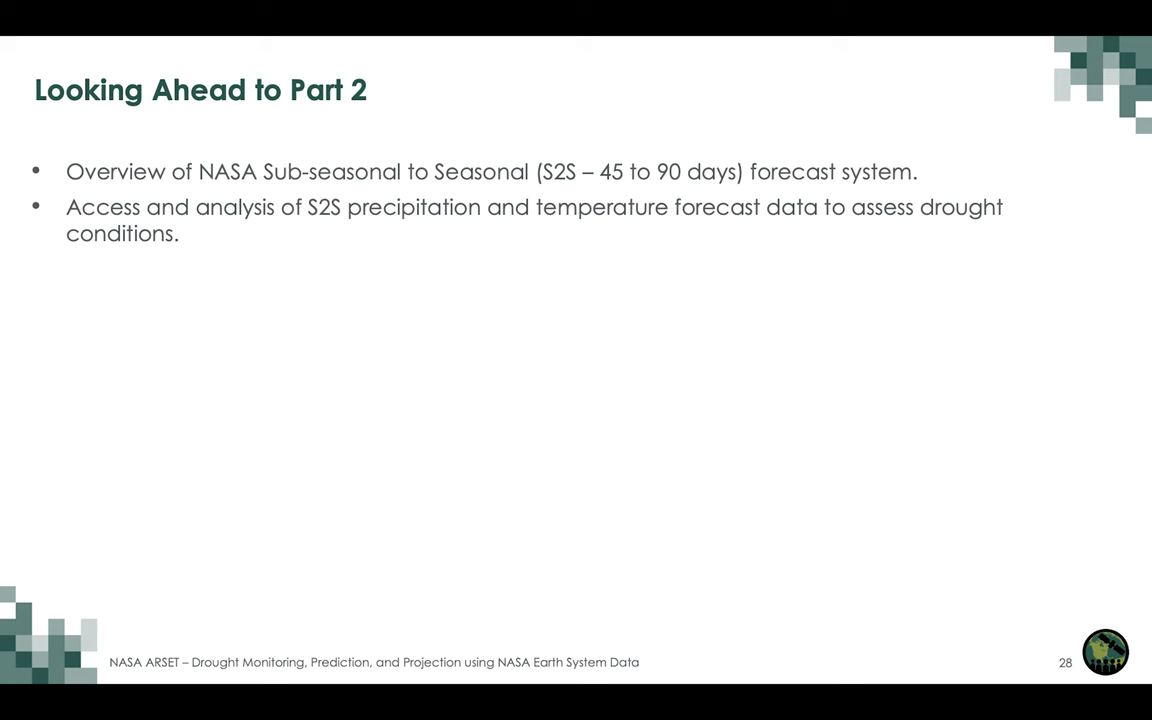 Looking Ahead to Part 2
• Overview of NASA Sub-seasonal to Seasonal (S2S – 45 to 90 days) forecast system.
• Access and analysis of S2S precipitation and temperature forecast data to assess drought
conditions.
NASA ARSET – Drought Monitoring, Prediction, and Projection using NASA Earth System Data
28